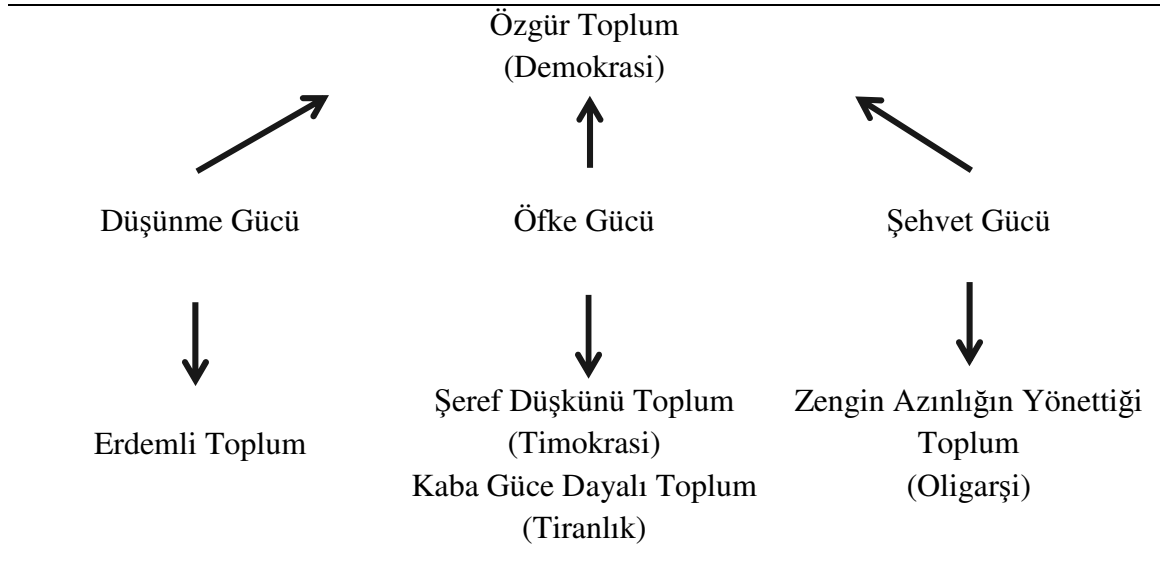 Özgür Toplum
(Demokrasi)
Düşünme Gücü
Öfke Gücü
Şehvet Gücü
Erdemli Toplum
Şeref Düşkünü Toplum
(Timokrasi)
Kaba Güce Dayalı Toplum
(Tiranlık)
Zengin Azınlığın Yönettiği
Toplum
(Oligarşi)